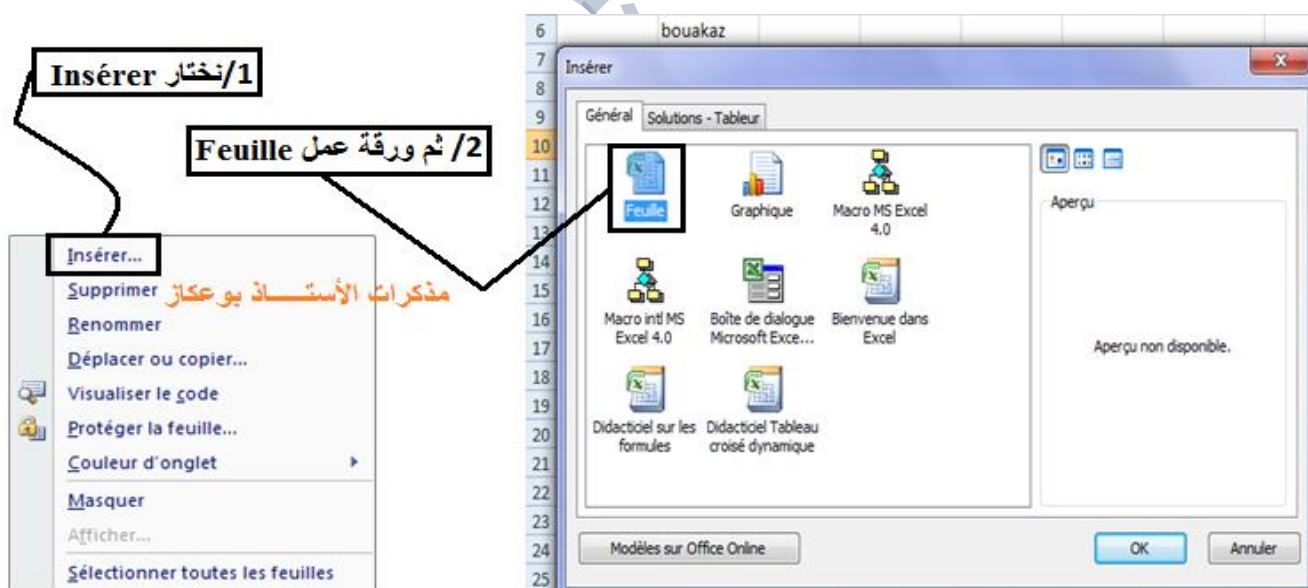 1/نختار Insérer
2/ ثم ورقة عمل Feuille
Insérer...
Supprimer
مذكرات الأستـــــاذ بوعكاز
Renommer
Déplacer ou copier...
Visualiser le code
Protéger la feuille...
Couleur d'onglet
Masquer
Afficher...
Sélectionner toutes les feuilles
6 bouakaz
7
8
9
10
11
12
13
14
15
16
17
18
19
20
21
22
23
24
25
Insérer
Général Solutions - Tableur
Feuille Graphique Macro MS Excel
4.0
Macro intl MS Boîte de dialogue Bienvenue dans
Excel 4.0 Microsoft Exce... Excel
Didacticiel sur les Didacticiel Tableau
formules croisé dynamique
Aperçu
Aperçu non disponible.
Modèles sur Office Online OK Annuler